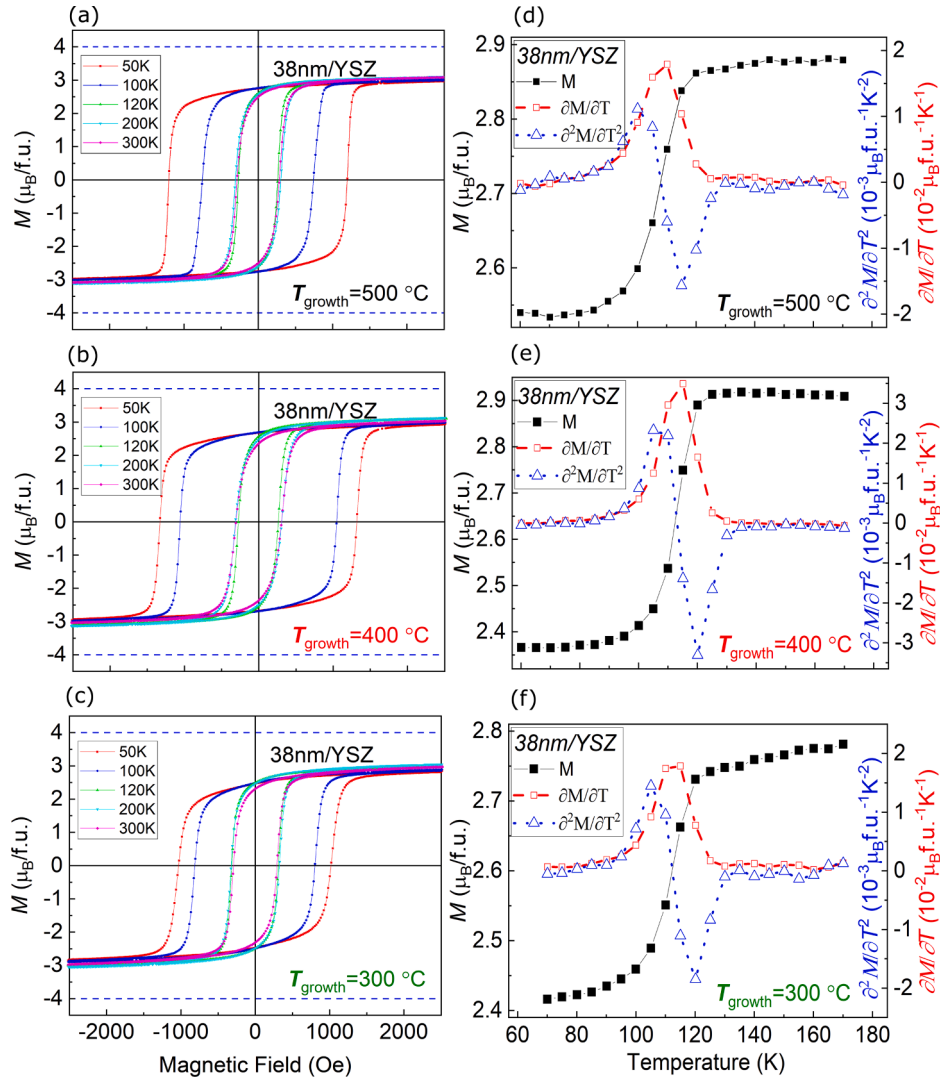 (a)
4
3
2
1
0
-1
-2
-3
-4
M (μB/f.u.)
50K
100K
120K
200K
300K
38nm/YSZ
Tgrowth=500 °C
(b)
4
3
2
1
0
-1
-2
-3
-4
M (μB/f.u.)
50K
100K
120K
200K
300K
38nm/YSZ
Tgrowth=400 °C
(c)
4
3
2
1
0
-1
-2
-3
-4
M (μB/f.u.)
50K
100K
120K
200K
300K
38nm/YSZ
Tgrowth=300 °C
-2000 -1000 0 1000 2000
Magnetic Field (Oe)
(d)
2.9
2.8
2.7
2.6
M (μB/f.u.)
38nm/YSZ
M
∂M/∂T
∂²M/∂T²
Tgrowth=500 °C
2
1
0
-1
-2
∂²M/∂T² (10⁻³μBf.u.⁻¹K⁻²)
∂M/∂T (10⁻²μBf.u.⁻¹K⁻¹)
(e)
2.9
2.8
2.7
2.6
2.5
2.4
M (μB/f.u.)
38nm/YSZ
M
∂M/∂T
∂²M/∂T²
Tgrowth=400 °C
3
2
1
0
-1
-2
-3
∂²M/∂T² (10⁻³μBf.u.⁻¹K⁻²)
∂M/∂T (10⁻²μBf.u.⁻¹K⁻¹)
(f)
2.8
2.7
2.6
2.5
2.4
M (μB/f.u.)
38nm/YSZ
M
∂M/∂T
∂²M/∂T²
Tgrowth=300 °C
2
1
0
-1
-2
∂²M/∂T² (10⁻³μBf.u.⁻¹K⁻²)
∂M/∂T (10⁻²μBf.u.⁻¹K⁻¹)
60 80 100 120 140 160 180
Temperature (K)